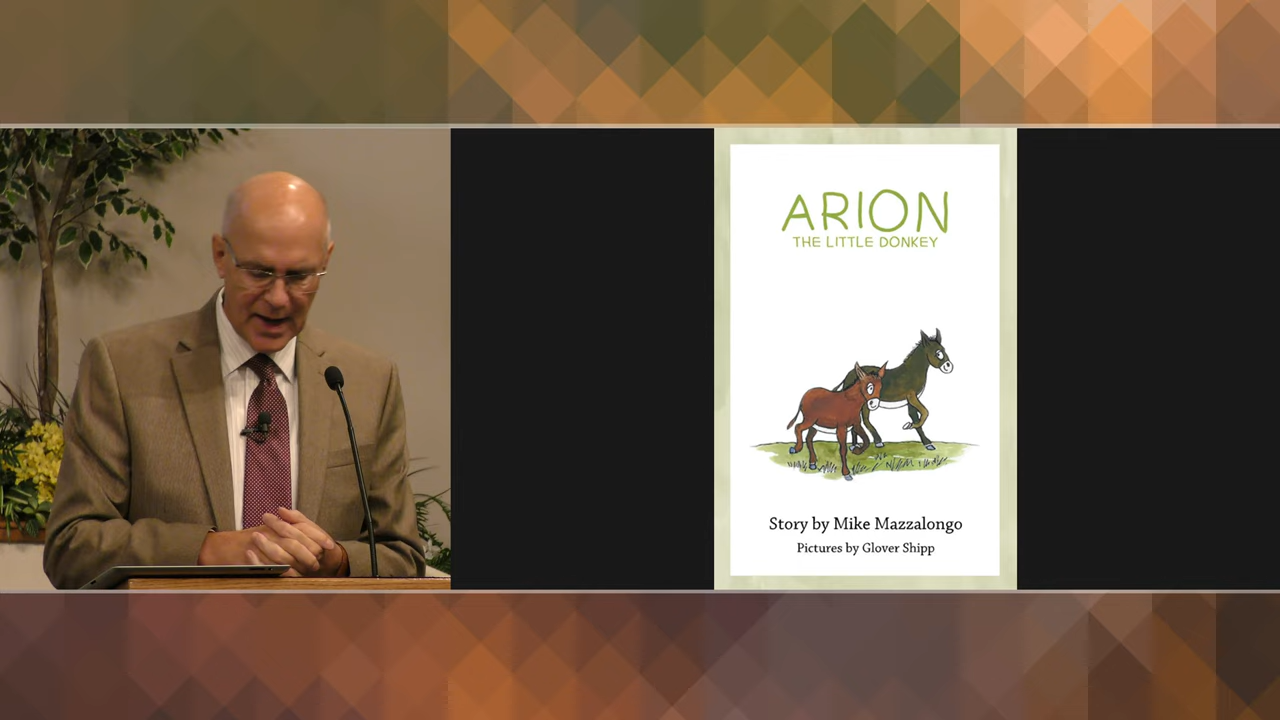 ARION
THE LITTLE DONKEY
Story by Mike Mazzalongo
Pictures by Glover Shipp